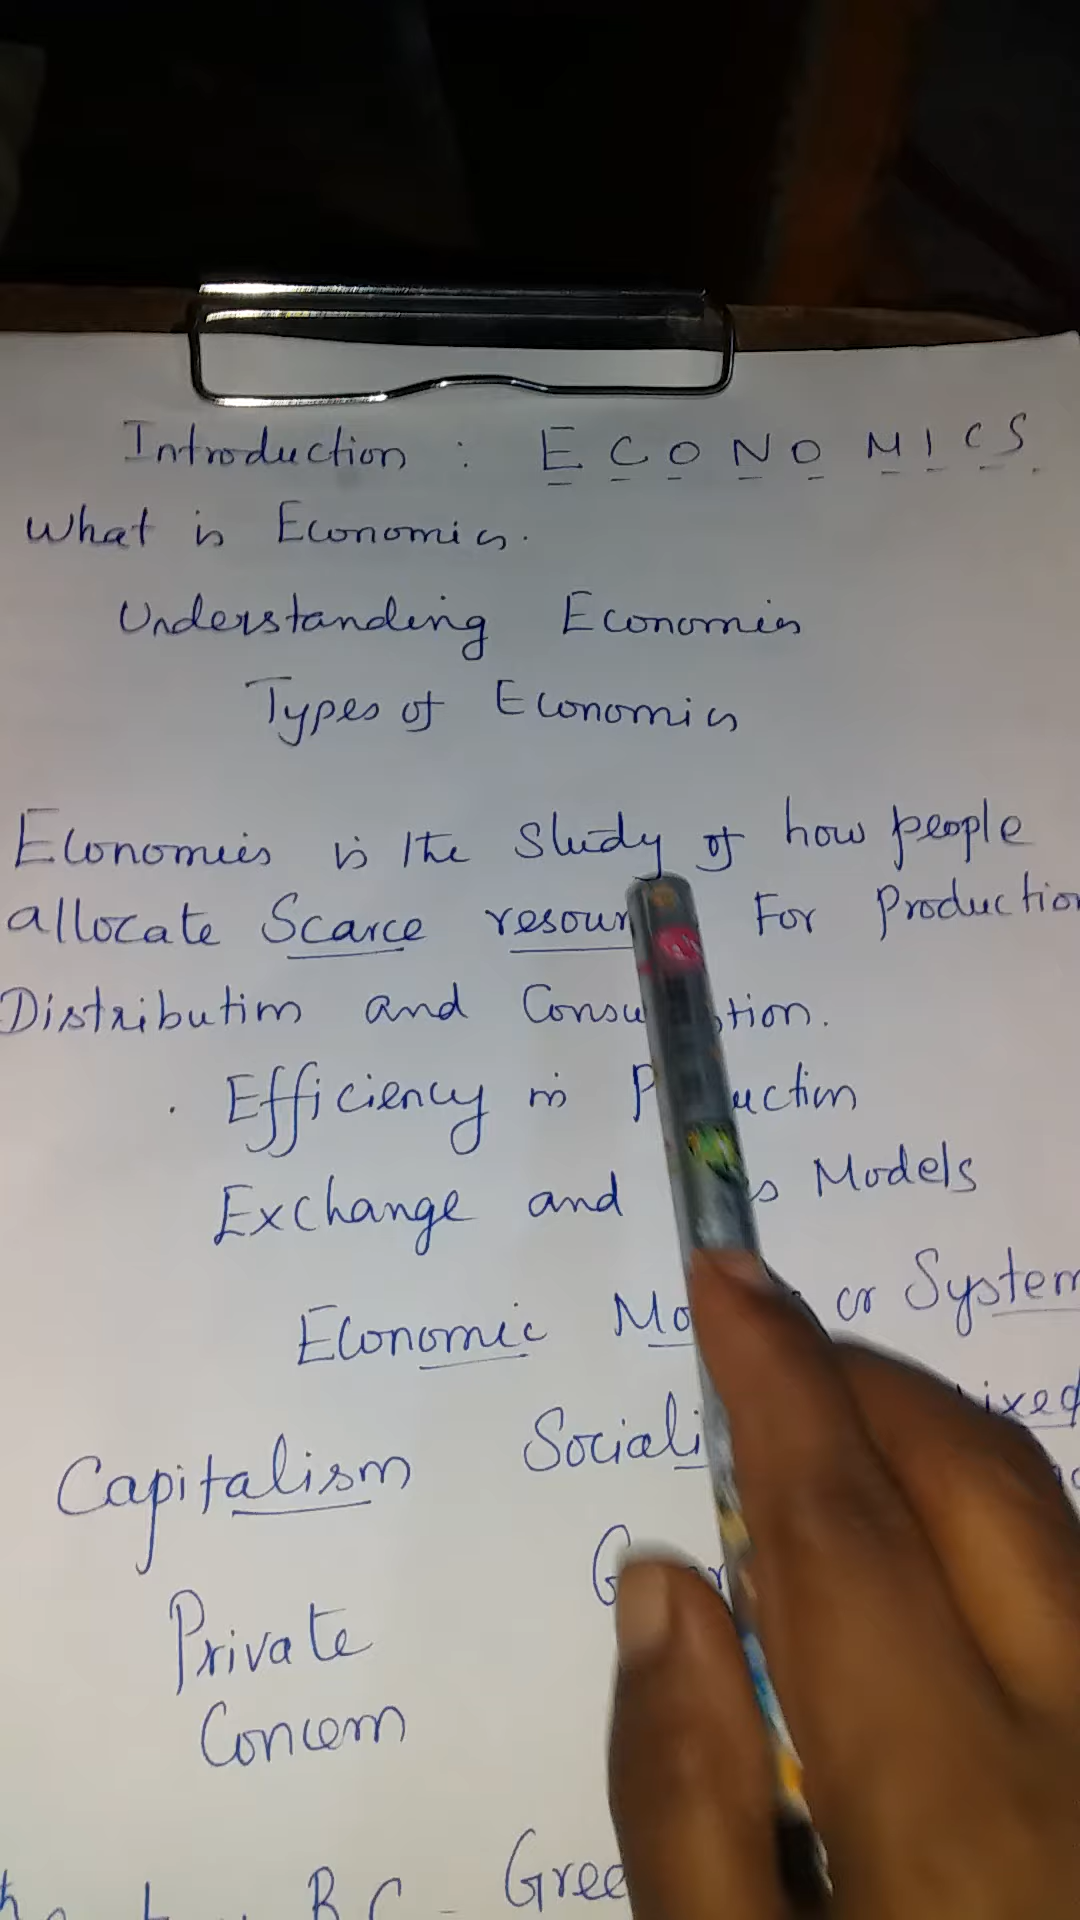 Introduction : ECONOMICS
What is Economics.
Understanding Economics
Types of Economics
Economics is the study of how people
allocate Scarce resour For Production
Distribution and Consu tion.
Efficiency in P uction
Exchange and Models
Economic Mo or System
Capitalism Sociali ixed
Private
Concern
B.C. Gree